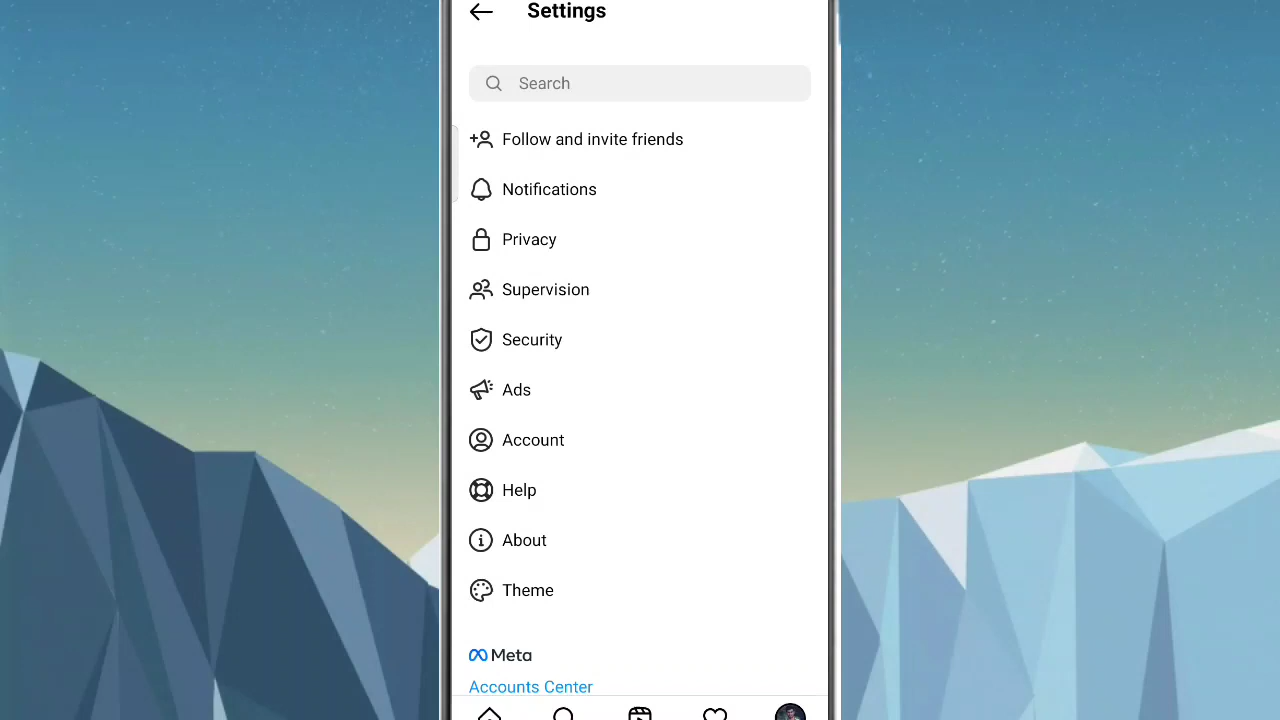 Settings
Search
Follow and invite friends
Notifications
Privacy
Supervision
Security
Ads
Account
Help
About
Theme
Meta
Accounts Center